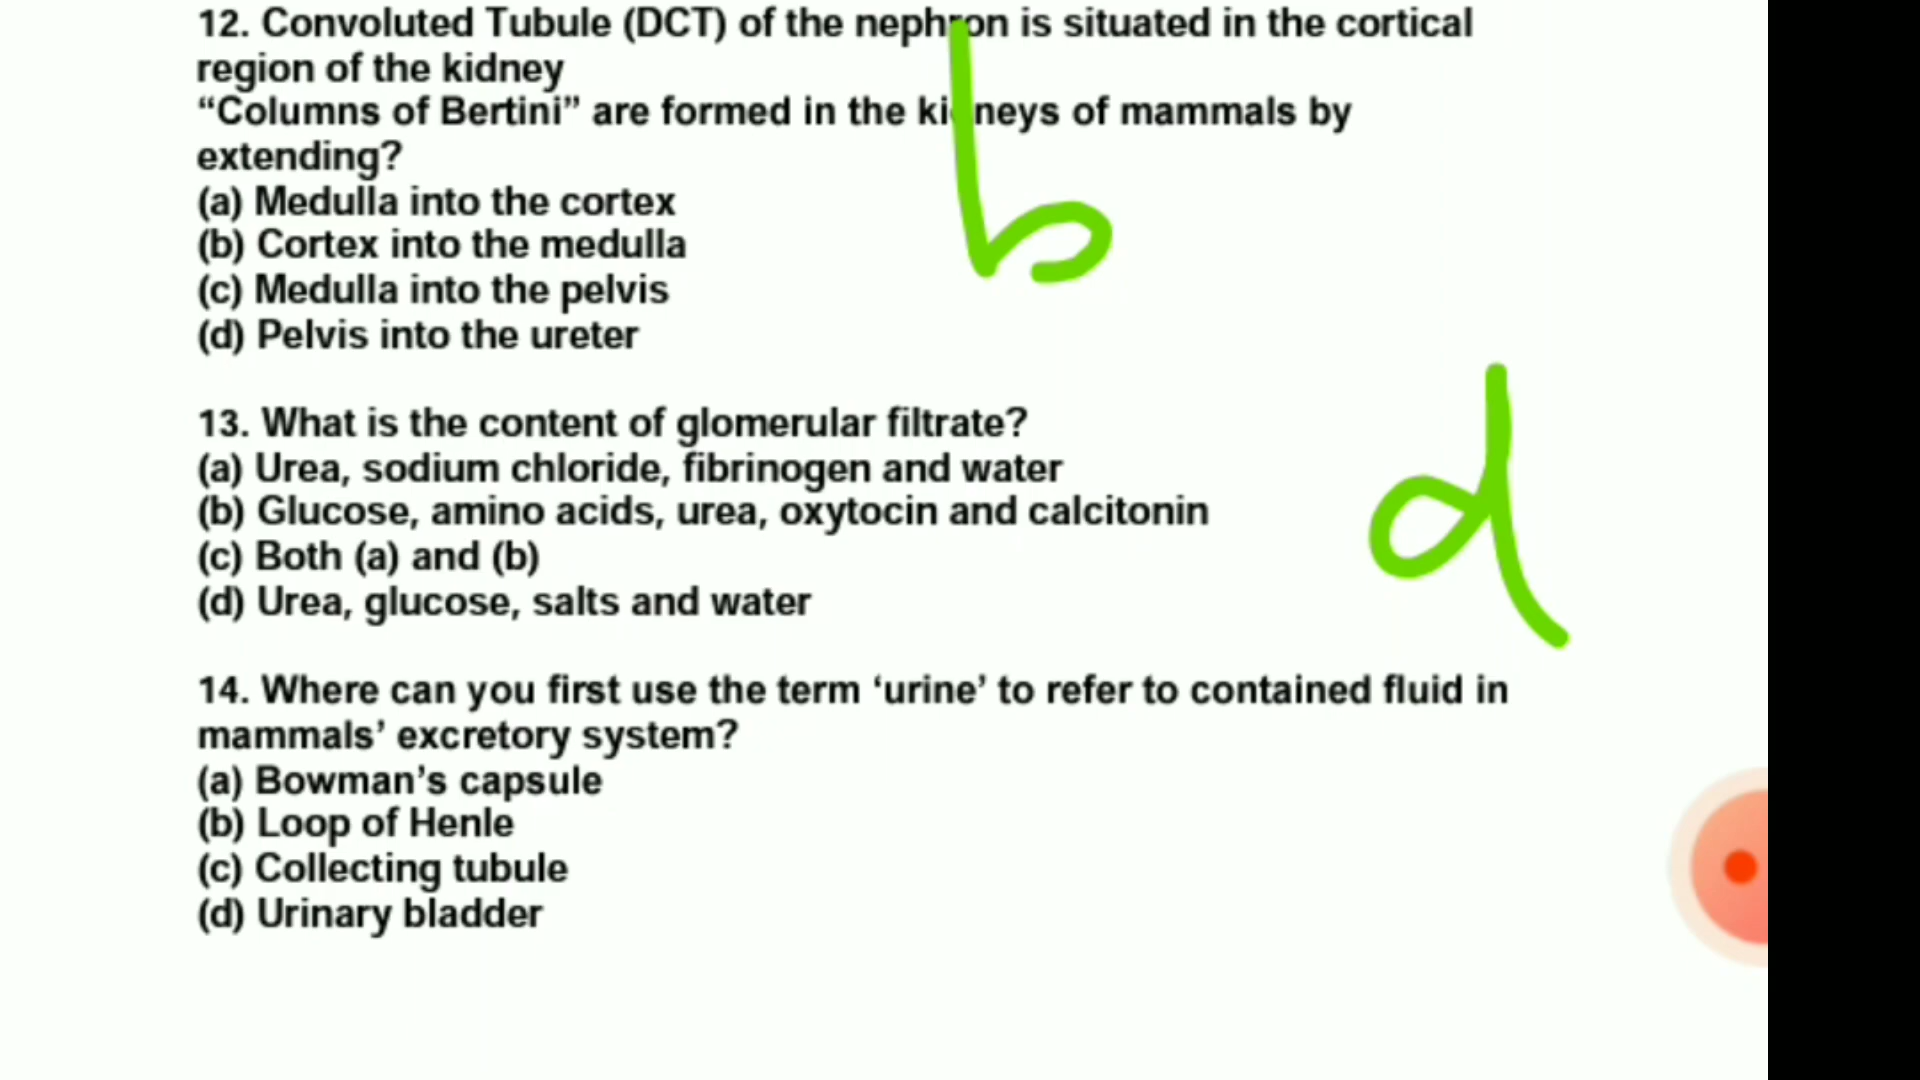 12. Convoluted Tubule (DCT) of the nephron is situated in the cortical
region of the kidney
“Columns of Bertini” are formed in the kidneys of mammals by
extending?
(a) Medulla into the cortex
(b) Cortex into the medulla
(c) Medulla into the pelvis
(d) Pelvis into the ureter
b
13. What is the content of glomerular filtrate?
(a) Urea, sodium chloride, fibrinogen and water
(b) Glucose, amino acids, urea, oxytocin and calcitonin
(c) Both (a) and (b)
(d) Urea, glucose, salts and water
d
14. Where can you first use the term ‘urine’ to refer to contained fluid in
mammals’ excretory system?
(a) Bowman’s capsule
(b) Loop of Henle
(c) Collecting tubule
(d) Urinary bladder